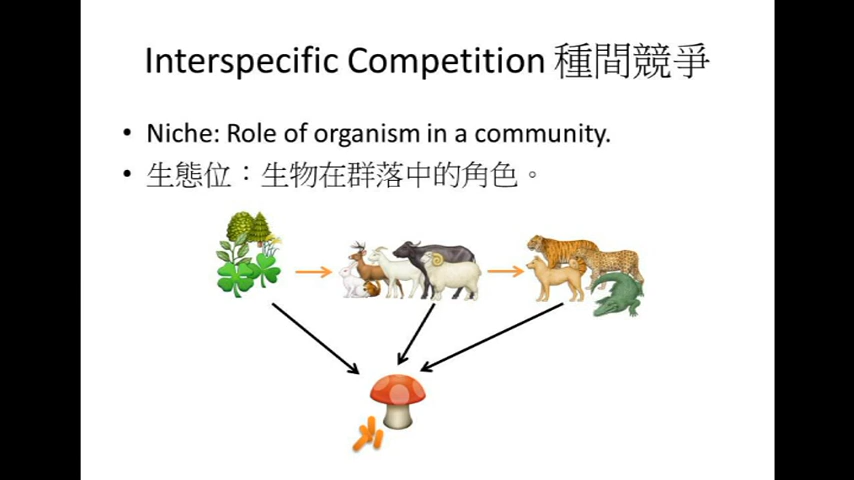 Interspecific Competition 種間競爭
• Niche: Role of organism in a community.
• 生態位：生物在群落中的角色。